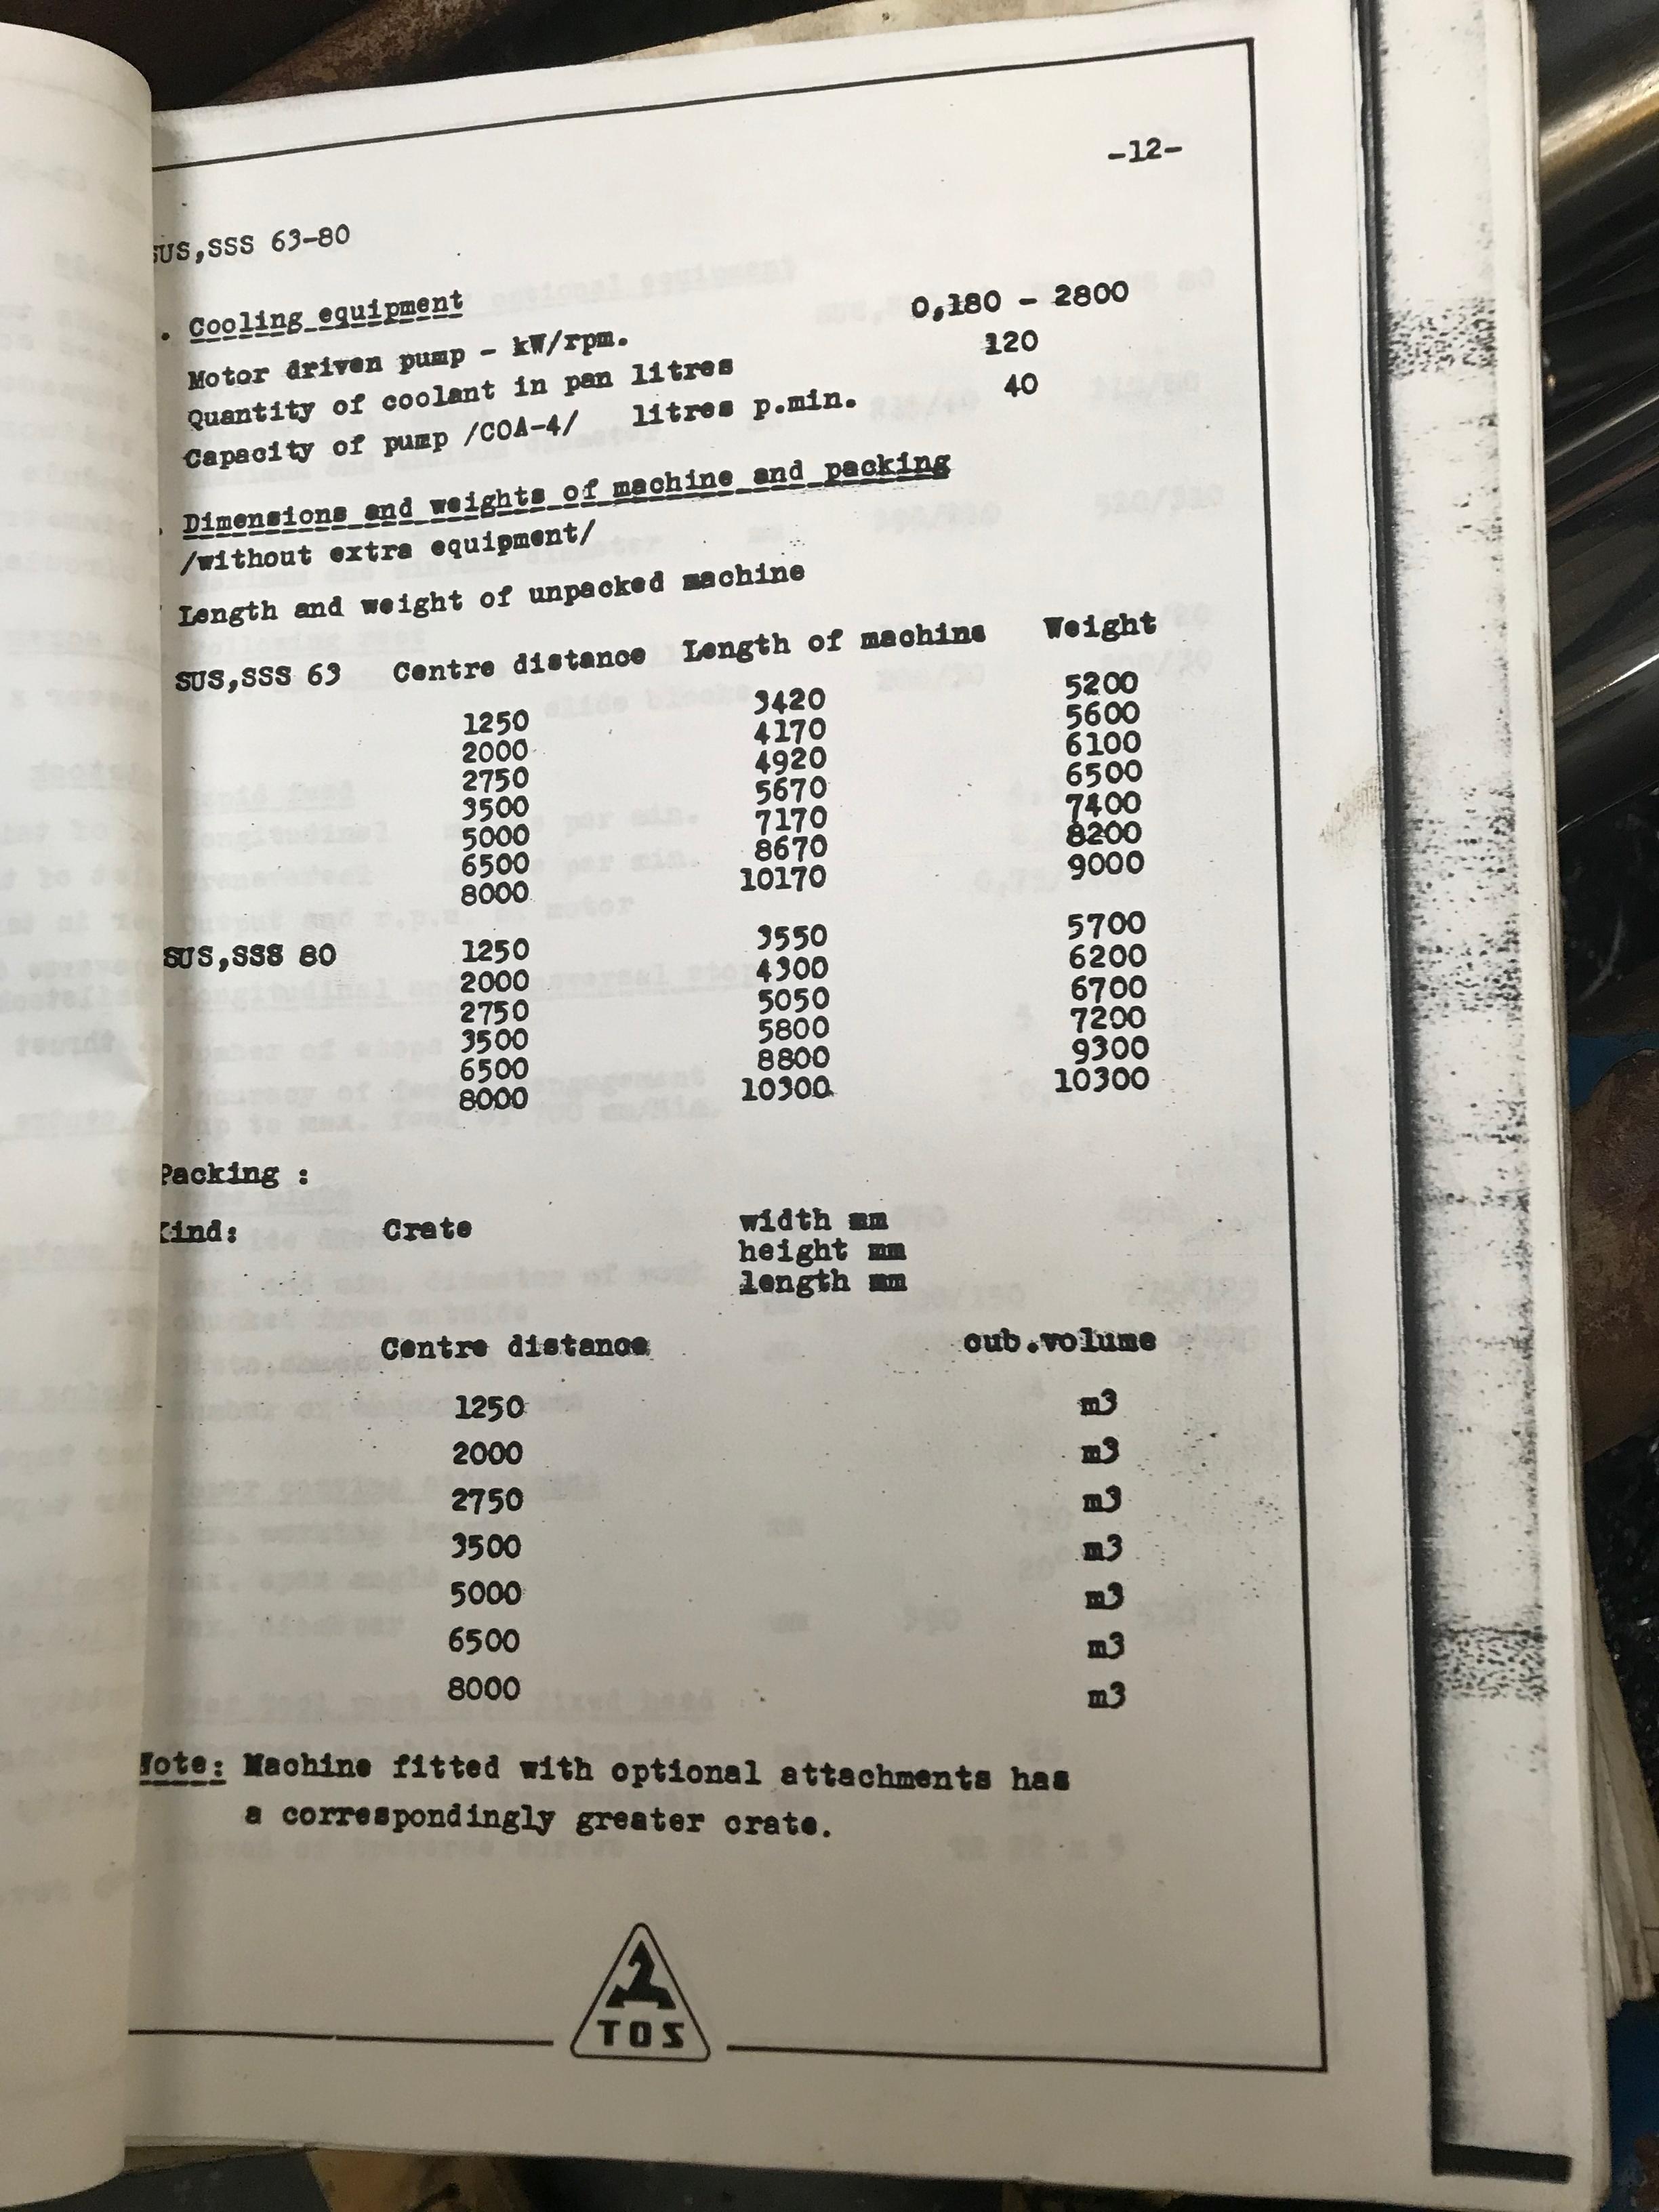 -12-
SUS,SSS 63-80
. Cooling equipment
Motor driven pump - kW/rpm. 0,180 - 2800
Quantity of coolant in pan litres 120
Capacity of pump /COA-4/ litres p.min. 40
. Dimensions and weights of machine and packing
/without extra equipment/
Length and weight of unpacked machine
SUS,SSS 63 Centre distance Length of machine Weight
1250 3420 5200
2000 4170 5600
2750 4920 6100
3500 5670 6500
5000 7170 7400
6500 8670 8200
8000 10170 9000
SUS,SSS 80 1250 3550 5700
2000 4300 6200
2750 5050 6700
3500 5800 7200
6500 8800 9300
8000 10300 10300
Packing :
Kind: Crate width mm
height mm
length mm
Centre distance cub.volume
1250 m3
2000 m3
2750 m3
3500 m3
5000 m3
6500 m3
8000 m3
Note: Machine fitted with optional attachments has
a correspondingly greater crate.
TOS